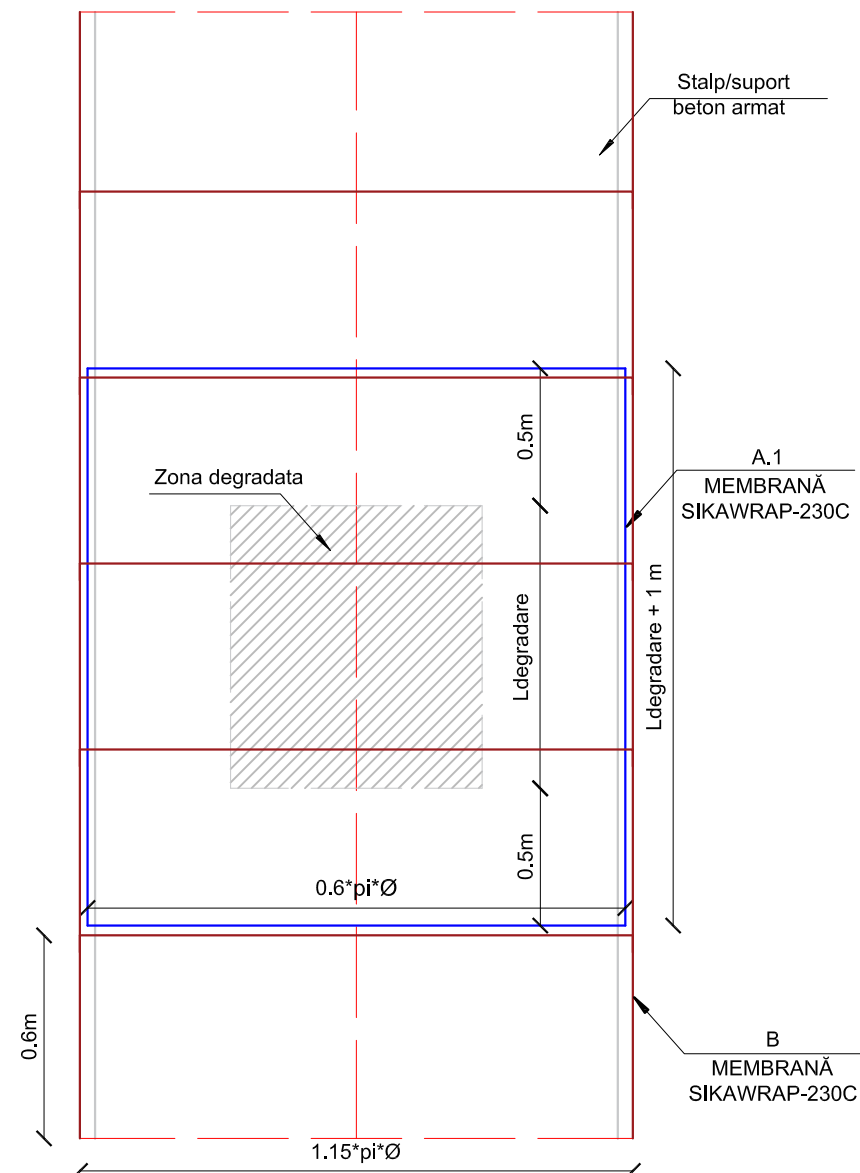 Stalp/suport
beton armat
0.5m
A.1
MEMBRANĂ
SIKAWRAP-230C
Zona degradata
Ldegradare
Ldegradare + 1 m
0.5m
0.6*pi*Ø
0.6m
B
MEMBRANĂ
SIKAWRAP-230C
1.15*pi*Ø